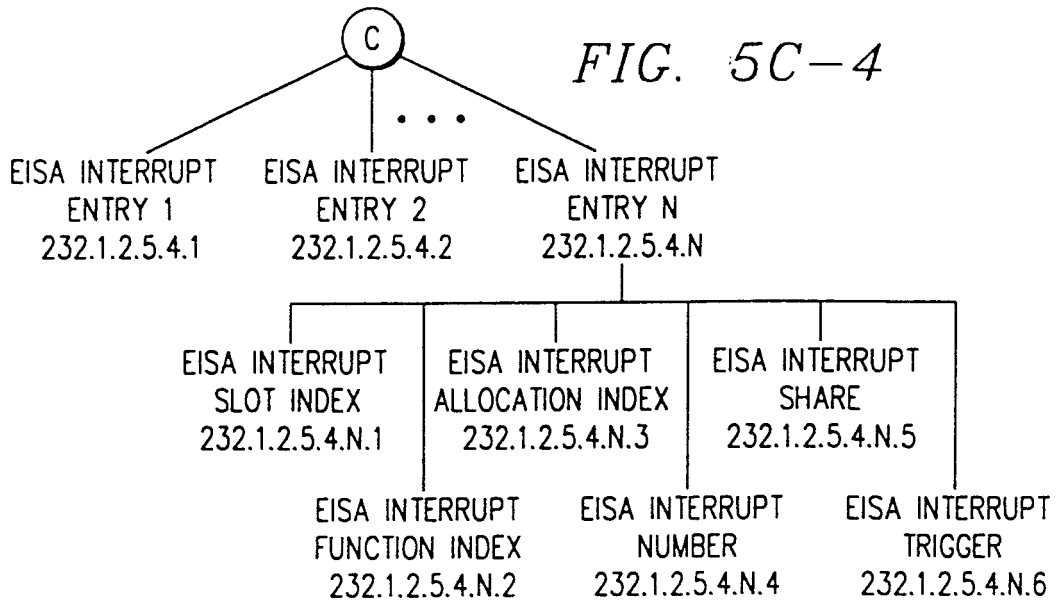 C
FIG. 5C-4
• • •
EISA INTERRUPT
ENTRY 1
232.1.2.5.4.1
EISA INTERRUPT
ENTRY 2
232.1.2.5.4.2
EISA INTERRUPT
ENTRY N
232.1.2.5.4.N
EISA INTERRUPT
SLOT INDEX
232.1.2.5.4.N.1
EISA INTERRUPT
ALLOCATION INDEX
232.1.2.5.4.N.3
EISA INTERRUPT
SHARE
232.1.2.5.4.N.5
EISA INTERRUPT
FUNCTION INDEX
232.1.2.5.4.N.2
EISA INTERRUPT
NUMBER
232.1.2.5.4.N.4
EISA INTERRUPT
TRIGGER
232.1.2.5.4.N.6